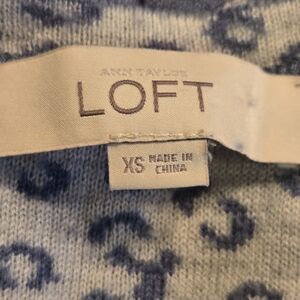 ANN TAYLOR
LOFT
XS MADE IN
CHINA